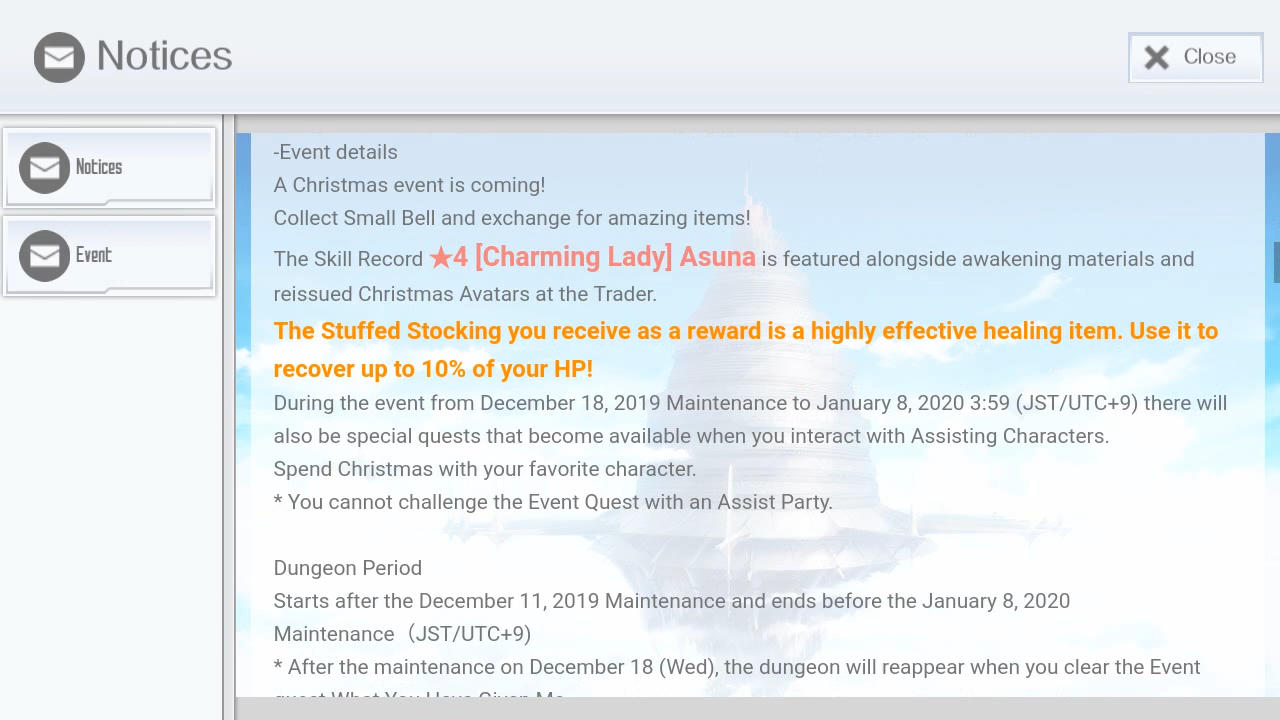 Notices
Close
Notices
Event
-Event details
A Christmas event is coming!
Collect Small Bell and exchange for amazing items!
The Skill Record ★4 [Charming Lady] Asuna is featured alongside awakening materials and
reissued Christmas Avatars at the Trader.
The Stuffed Stocking you receive as a reward is a highly effective healing item. Use it to
recover up to 10% of your HP!
During the event from December 18, 2019 Maintenance to January 8, 2020 3:59 (JST/UTC+9) there will
also be special quests that become available when you interact with Assisting Characters.
Spend Christmas with your favorite character.
* You cannot challenge the Event Quest with an Assist Party.
Dungeon Period
Starts after the December 11, 2019 Maintenance and ends before the January 8, 2020
Maintenance（JST/UTC+9)
* After the maintenance on December 18 (Wed), the dungeon will reappear when you clear the Event
quest What You Have Given Me